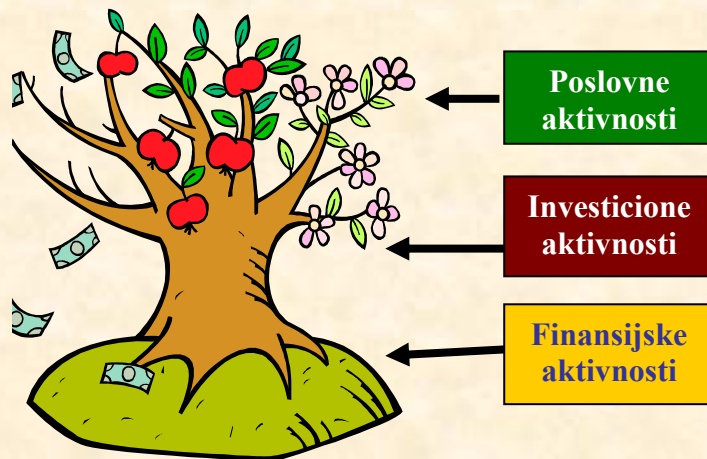 Poslovne
aktivnosti
Investicione
aktivnosti
Finansijske
aktivnosti